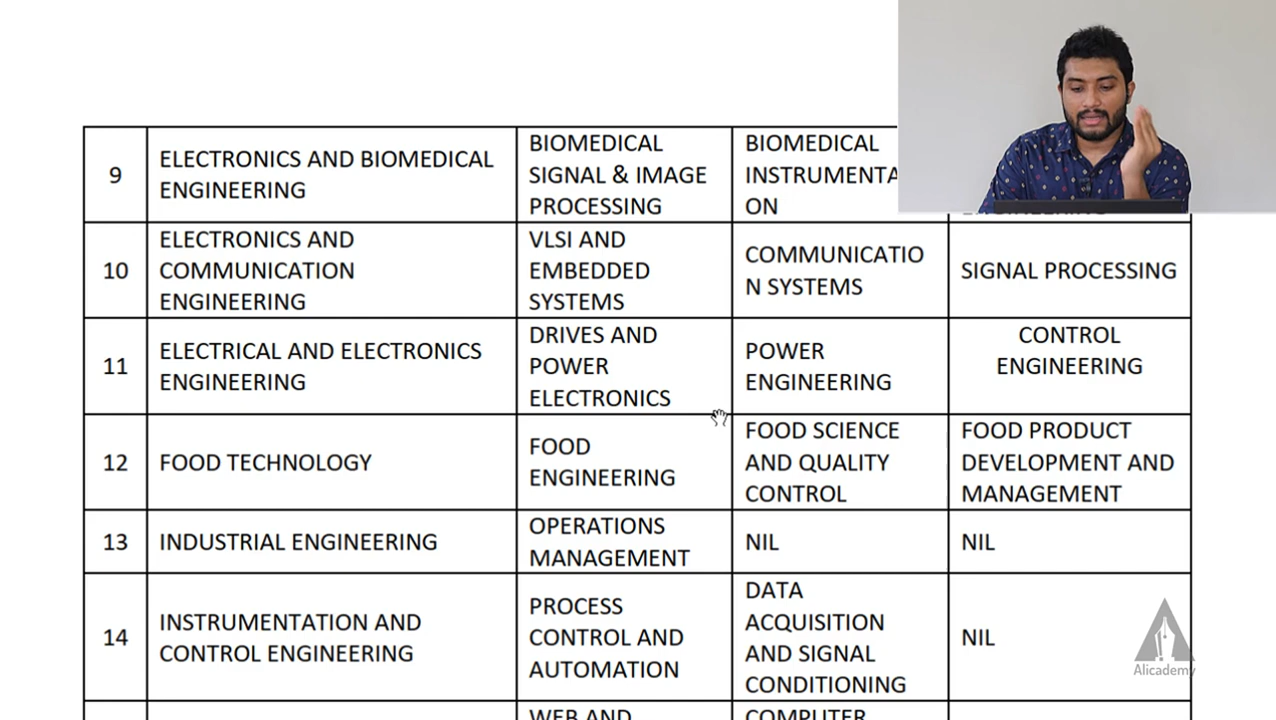 9
ELECTRONICS AND BIOMEDICAL
ENGINEERING
BIOMEDICAL
SIGNAL & IMAGE
PROCESSING
BIOMEDICAL
INSTRUMENTA
ON
10
ELECTRONICS AND
COMMUNICATION
ENGINEERING
VLSI AND
EMBEDDED
SYSTEMS
COMMUNICATIO
N SYSTEMS
SIGNAL PROCESSING
11
ELECTRICAL AND ELECTRONICS
ENGINEERING
DRIVES AND
POWER
ELECTRONICS
POWER
ENGINEERING
CONTROL
ENGINEERING
12
FOOD TECHNOLOGY
FOOD
ENGINEERING
FOOD SCIENCE
AND QUALITY
CONTROL
FOOD PRODUCT
DEVELOPMENT AND
MANAGEMENT
13
INDUSTRIAL ENGINEERING
OPERATIONS
MANAGEMENT
NIL
NIL
14
INSTRUMENTATION AND
CONTROL ENGINEERING
PROCESS
CONTROL AND
AUTOMATION
DATA
ACQUISITION
AND SIGNAL
CONDITIONING
NIL
Alicademy
WEB AND
COMPUTER